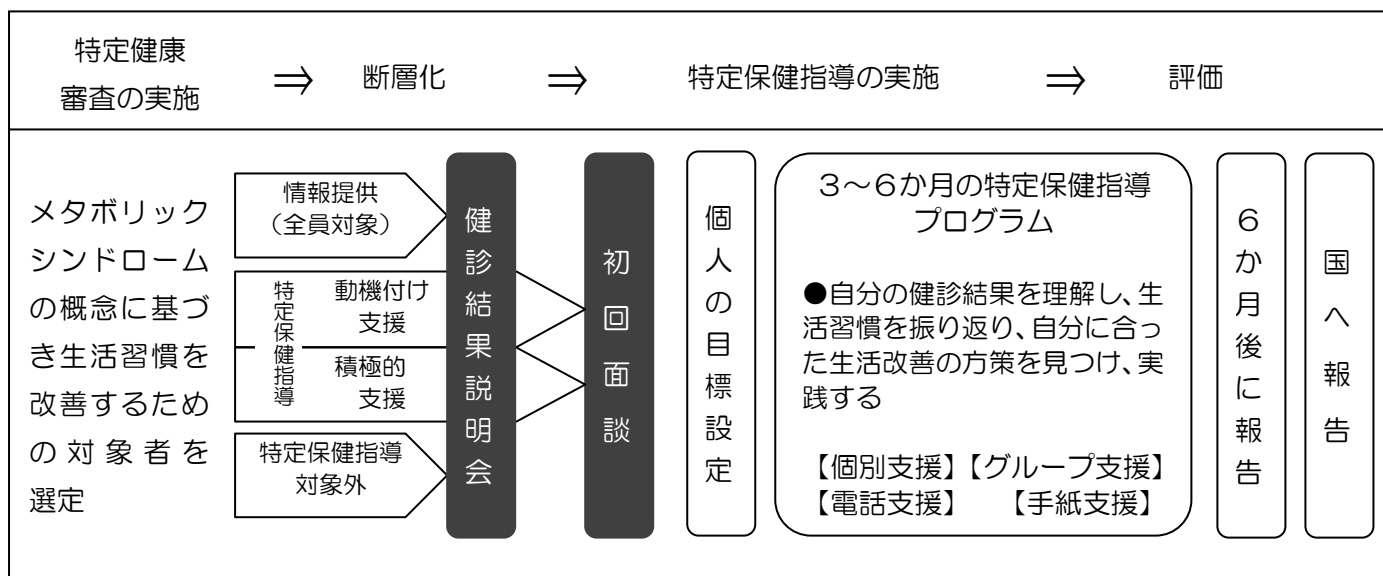 特定健康
審査の実施
⇒
断層化
⇒
特定保健指導の実施
⇒
評価
メタボリック
シンドローム
の概念に基づ
き生活習慣を
改善するため
の対象者を
選定
情報提供
（全員対象）
特定保健指導
動機付け
支援
積極的
支援
特定保健指導
対象外
健診結果説明会
初回面談
個人の目標設定
３～６か月の特定保健指導
プログラム
●自分の健診結果を理解し、生
活習慣を振り返り、自分に合っ
た生活改善の方策を見つけ、実
践する
【個別支援】【グループ支援】
【電話支援】　【手紙支援】
６か月後に報告
国へ報告